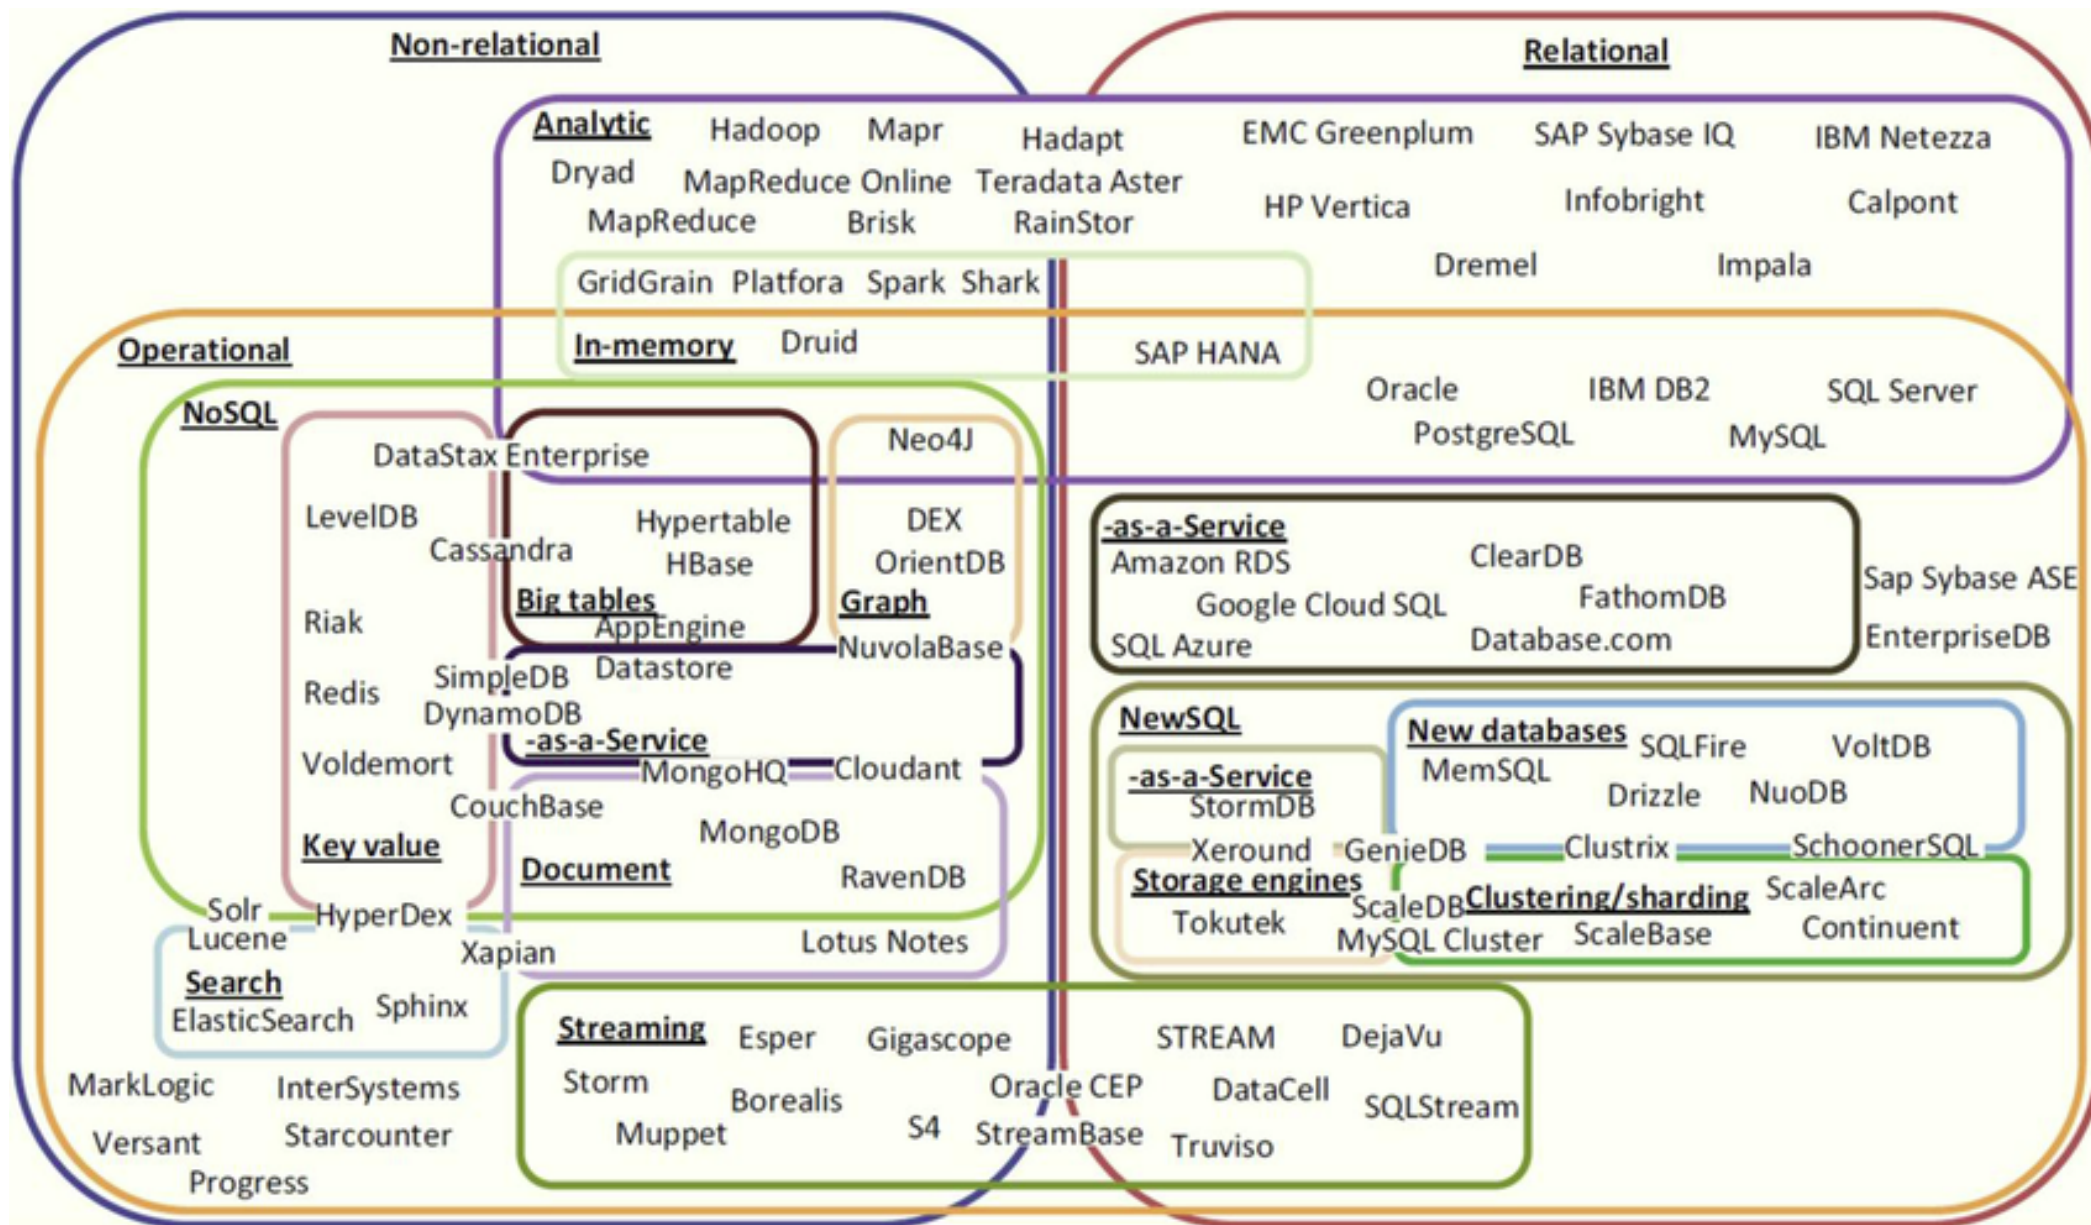 Non-relational
Relational
Analytic
Hadoop
Mapr
Hadapt
EMC Greenplum
SAP Sybase IQ
IBM Netezza
Dryad
MapReduce Online
Teradata Aster
HP Vertica
Infobright
Calpont
MapReduce
Brisk
RainStor
Dremel
Impala
GridGrain
Platfora
Spark
Shark
Operational
In-memory
Druid
SAP HANA
Oracle
IBM DB2
SQL Server
PostgreSQL
MySQL
NoSQL
DataStax Enterprise
Neo4J
LevelDB
Cassandra
Hypertable
HBase
DEX
OrientDB
Big tables
Graph
AppEngine
Datastore
NuvolaBase
Riak
SimpleDB
Redis
DynamoDB
-as-a-Service
Voldemort
MongoHQ
Cloudant
CouchBase
MongoDB
Key value
Document
RavenDB
Solr
HyperDex
Lucene
Xapian
Lotus Notes
Search
ElasticSearch
Sphinx
-as-a-Service
Amazon RDS
ClearDB
Google Cloud SQL
FathomDB
SQL Azure
Database.com
Sap Sybase ASE
EnterpriseDB
NewSQL
New databases
SQLFire
VoltDB
-as-a-Service
MemSQL
StormDB
Drizzle
NuoDB
Xeround
GenieDB
Clustrix
SchoonerSQL
Storage engines
ScaleDB
Clustering/sharding
ScaleArc
Tokutek
MySQL Cluster
ScaleBase
Continuent
Streaming
Esper
Gigascope
STREAM
DejaVu
Storm
Borealis
Oracle CEP
DataCell
SQLStream
Muppet
S4
StreamBase
Truviso
MarkLogic
InterSystems
Versant
Starcounter
Progress